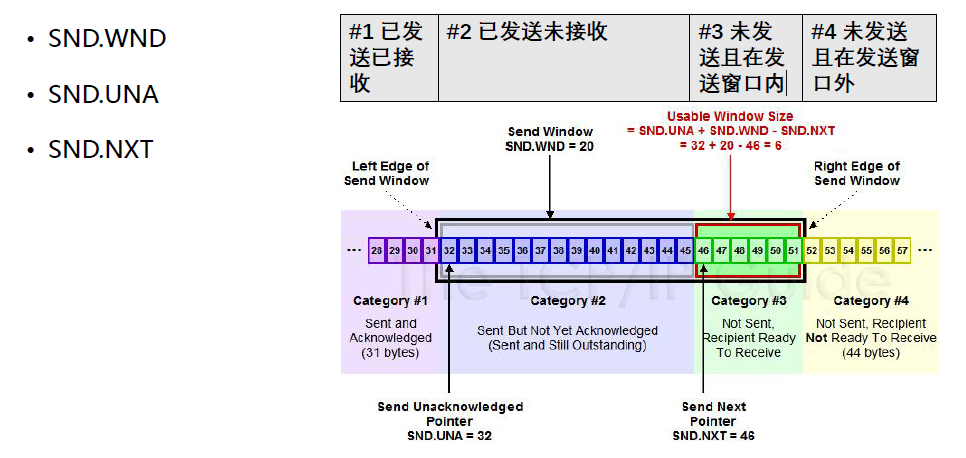 • SND.WND
• SND.UNA
• SND.NXT
#1 已发
送已接
收
#2 已发送未接收
#3 未发
送且在发
送窗口内
#4 未发送
且在发送窗
口外
Usable Window Size
= SND.UNA + SND.WND - SND.NXT
= 32 + 20 - 46 = 6
Send Window
SND.WND = 20
Left Edge of
Send Window
Right Edge of
Send Window
... 28 29 30 31 32 33 34 35 36 37 38 39 40 41 42 43 44 45 46 47 48 49 50 51 52 53 54 55 56 57 ...
The TCP/IP Guide
Category #1
Sent and
Acknowledged
(31 bytes)
Category #2
Sent But Not Yet Acknowledged
(Sent and Still Outstanding)
Category #3
Not Sent,
Recipient Ready
To Receive
Category #4
Not Sent, Recipient
Not Ready To Receive
(44 bytes)
Send Unacknowledged
Pointer
SND.UNA = 32
Send Next
Pointer
SND.NXT = 46